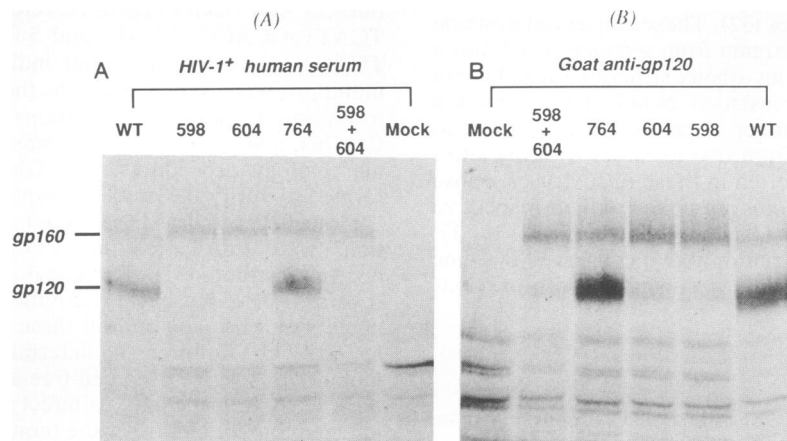 (A)
(B)
A
HIV-1+ human serum
B
Goat anti-gp120
WT 598 604 764 598 + 604 Mock
Mock 598 + 604 764 604 598 WT
gp160
gp120